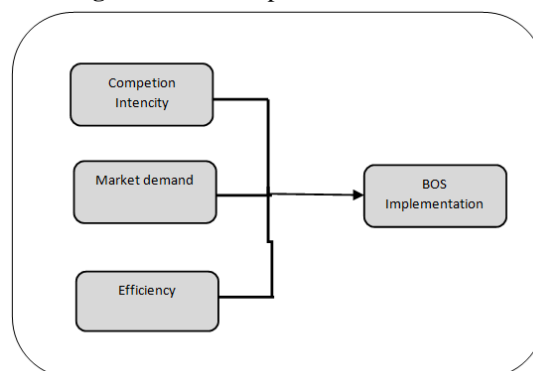 Competion
Intencity
Market demand
BOS
Implementation
Efficiency